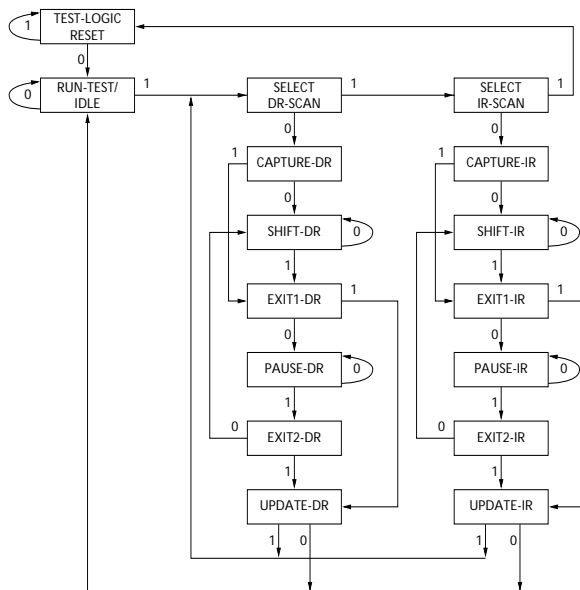 TEST-LOGIC
RESET
1
0
RUN-TEST/
IDLE
0
1
SELECT
DR-SCAN
1
SELECT
IR-SCAN
1
0
0
1
CAPTURE-DR
1
CAPTURE-IR
0
0
SHIFT-DR
0
SHIFT-IR
0
1
1
EXIT1-DR
1
EXIT1-IR
1
0
0
PAUSE-DR
0
PAUSE-IR
0
1
1
0
EXIT2-DR
0
EXIT2-IR
1
1
UPDATE-DR
UPDATE-IR
1
0
1
0